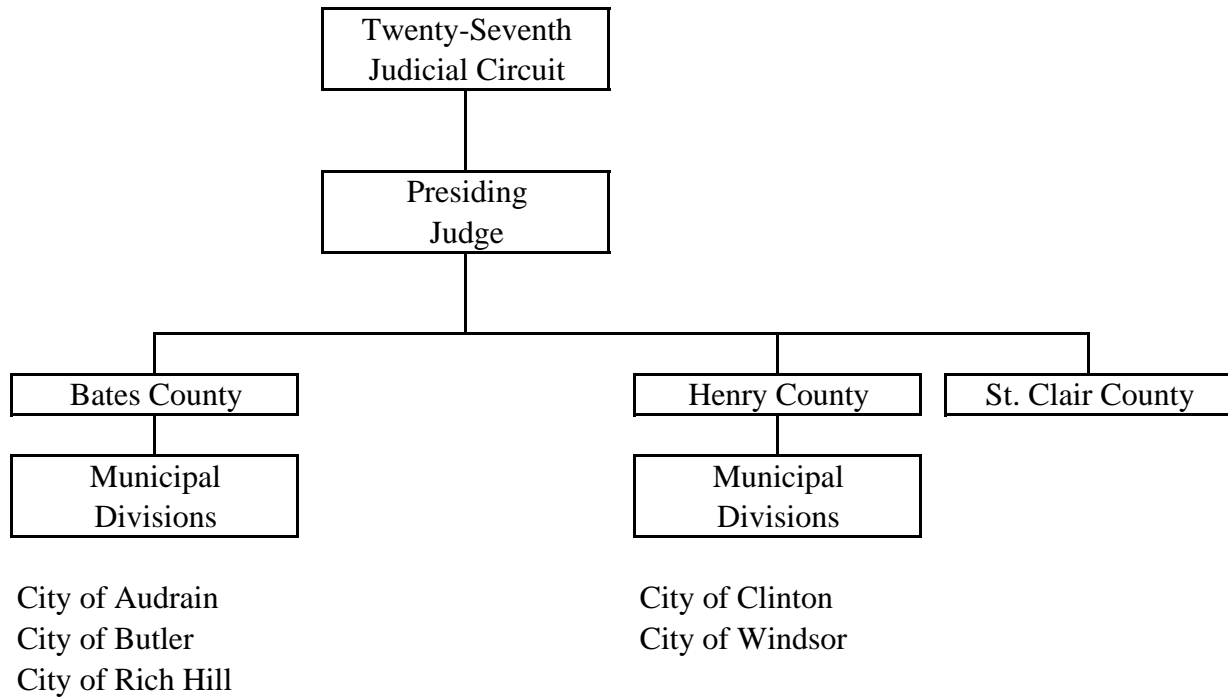 Twenty-Seventh
Judicial Circuit
Presiding
Judge
Bates County
Henry County
St. Clair County
Municipal
Divisions
Municipal
Divisions
City of Audrain
City of Butler
City of Rich Hill
City of Clinton
City of Windsor